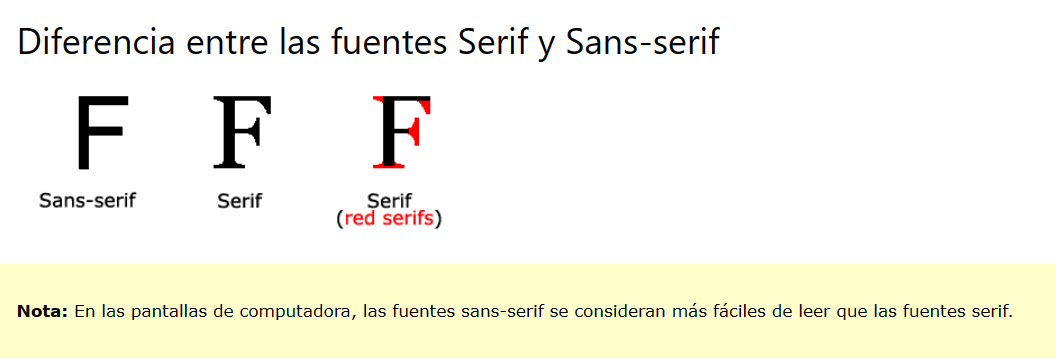 Diferencia entre las fuentes Serif y Sans-serif
F F F
Sans-serif Serif Serif
(red serifs)
Nota: En las pantallas de computadora, las fuentes sans-serif se consideran más fáciles de leer que las fuentes serif.